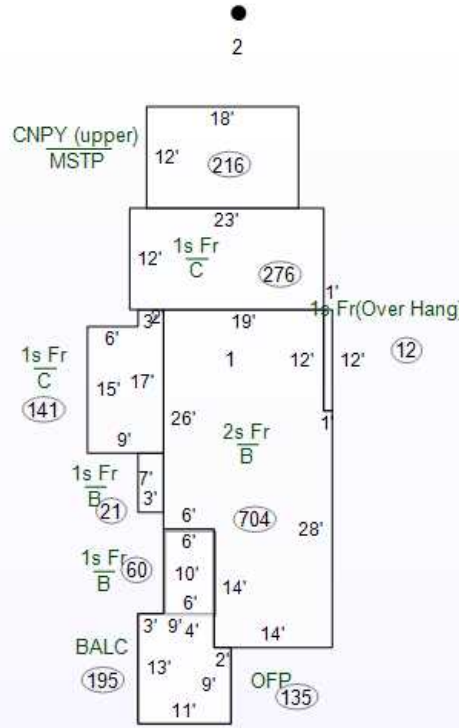 2
18'
CNPY (upper)
MSTP
12'
216
23'
1s Fr
C
12'
276
1'
1s Fr(Over Hang)
3'
2'
19'
6'
1
12'
12'
12
1s Fr
C
15'
17'
141
26'
1'
2s Fr
B
9'
1s Fr
B
7'
3'
21
6'
704
28'
6'
1s Fr
B
60
10'
14'
6'
3'
9'
4'
14'
BALC
2'
195
13'
9'
OFP
135
11'